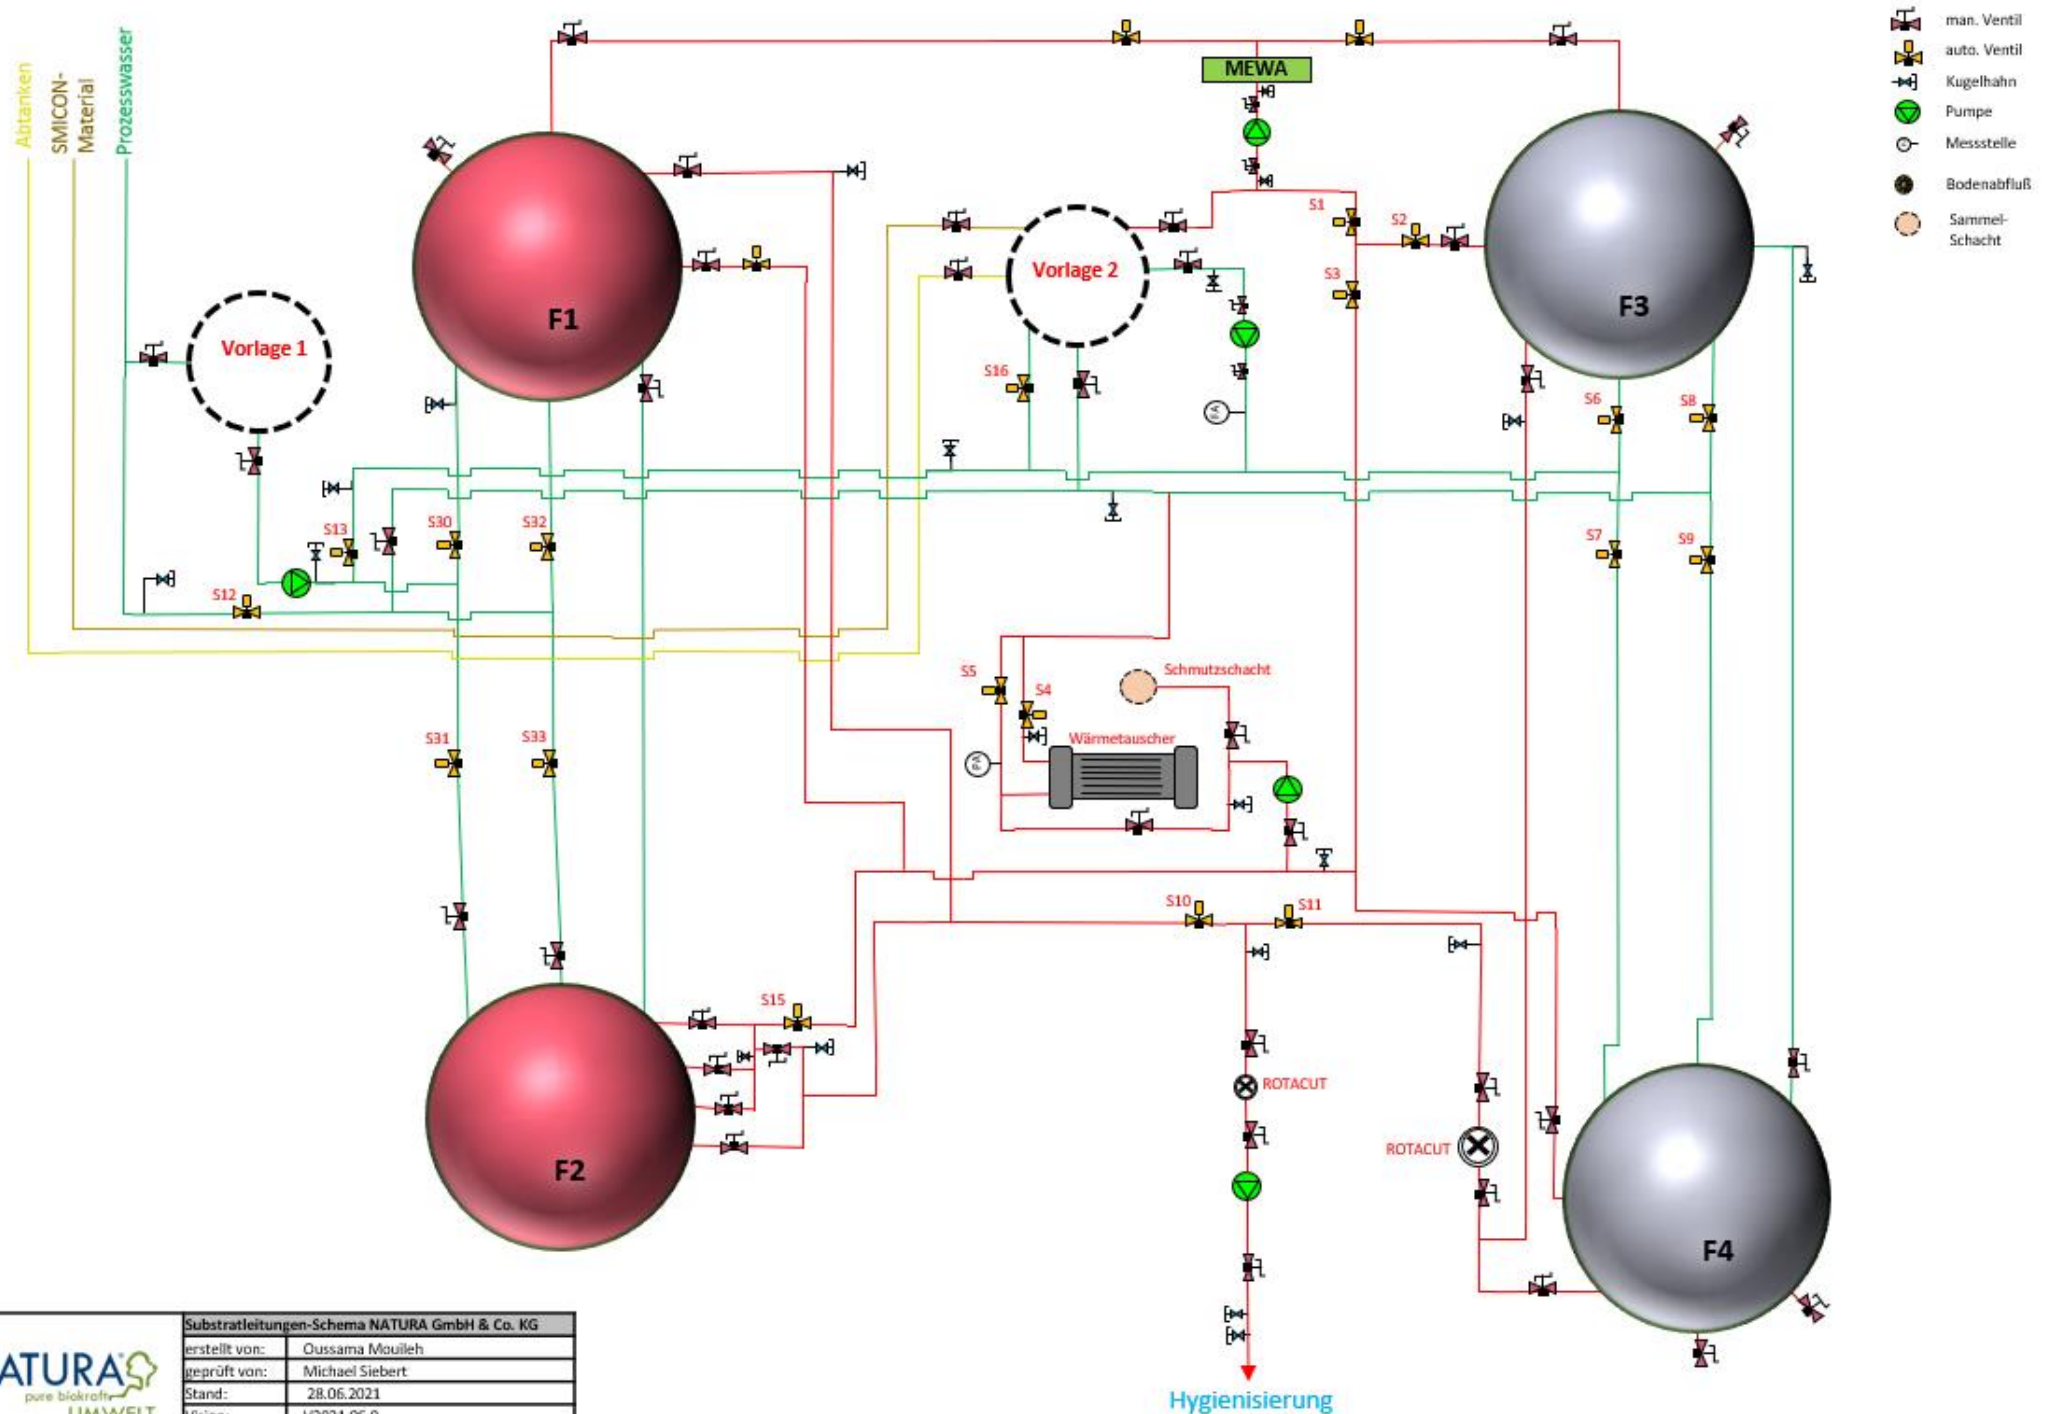 Abtanken
SMICON-
Material
Prozesswasser
MEWA
man. Ventil
auto. Ventil
Kugelhahn
Pumpe
Messstelle
Bodenabfluß
Sammel-
Schacht
F1
Vorlage 1
Vorlage 2
F3
S1
S2
S3
S16
S6
S8
S13
S30
S32
S7
S9
S12
S5
S4
Schmutzschacht
Wärmetauscher
S31
S33
S10
S11
S15
ROTACUT
ROTACUT
F2
F4
Hygienisierung
Substratleitungen-Schema NATURA GmbH & Co. KG
erstellt von: Oussama Mouileh
geprüft von: Michael Siebert
Stand: 28.06.2021
ATURA
pure biokraft
UMWELT